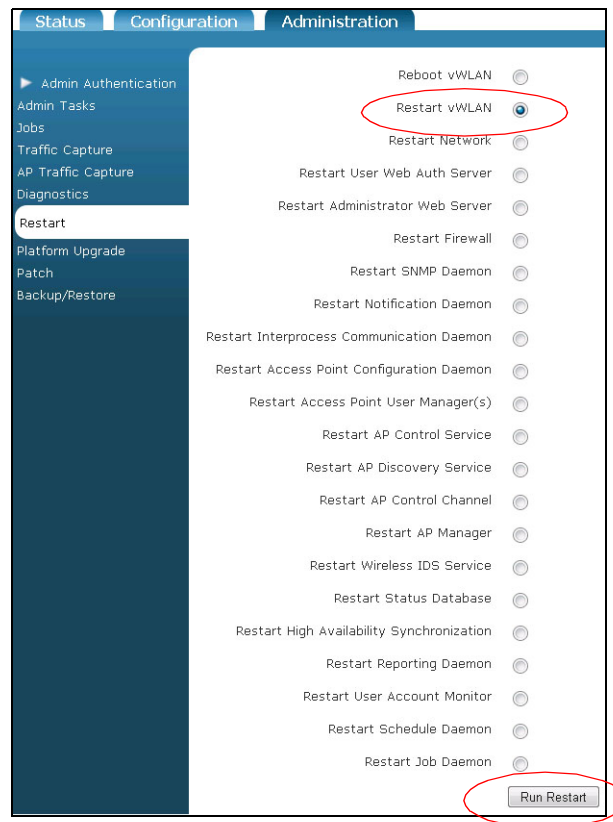 Status Configuration Administration
Admin Authentication
Admin Tasks
Jobs
Traffic Capture
AP Traffic Capture
Diagnostics
Restart
Platform Upgrade
Patch
Backup/Restore
Reboot vWLAN
Restart vWLAN
Restart Network
Restart User Web Auth Server
Restart Administrator Web Server
Restart Firewall
Restart SNMP Daemon
Restart Notification Daemon
Restart Interprocess Communication Daemon
Restart Access Point Configuration Daemon
Restart Access Point User Manager(s)
Restart AP Control Service
Restart AP Discovery Service
Restart AP Control Channel
Restart AP Manager
Restart Wireless IDS Service
Restart Status Database
Restart High Availability Synchronization
Restart Reporting Daemon
Restart User Account Monitor
Restart Schedule Daemon
Restart Job Daemon
Run Restart